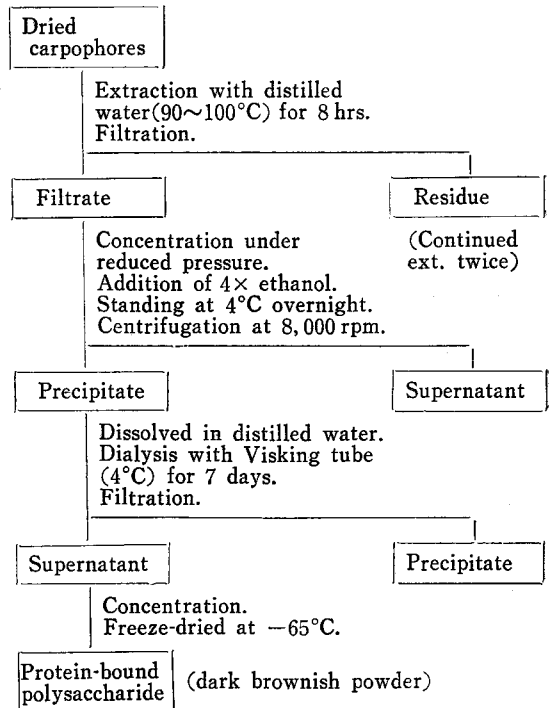 Dried
carpophores
Extraction with distilled
water(90~100°C) for 8 hrs.
Filtration.
Filtrate
Residue
Concentration under
reduced pressure.
Addition of 4× ethanol.
Standing at 4°C overnight.
Centrifugation at 8,000 rpm.
(Continued
ext. twice)
Precipitate
Supernatant
Dissolved in distilled water.
Dialysis with Visking tube
(4°C) for 7 days.
Filtration.
Supernatant
Precipitate
Concentration.
Freeze-dried at −65°C.
Protein-bound
polysaccharide
(dark brownish powder)